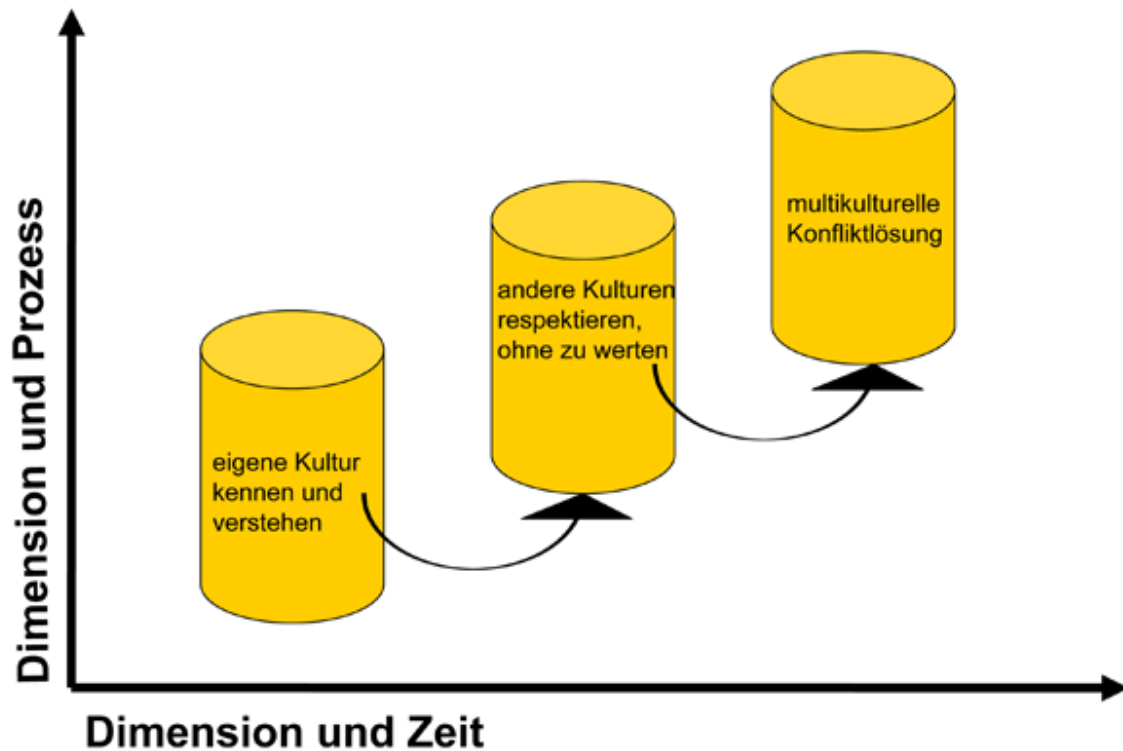 Dimension und Prozess
eigene Kultur
kennen und
verstehen
andere Kulturen
respektieren,
ohne zu werten
multikulturelle
Konfliktlösung
Dimension und Zeit